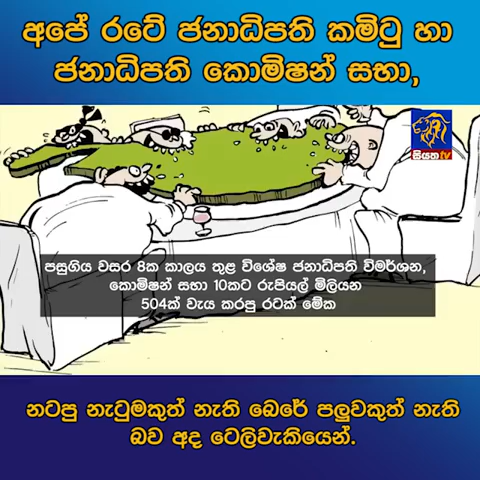 අපේ රටේ ජනාධිපති කමිටු හා
ජනාධිපති කොමිෂන් සභා,
සියත tv
පසුගිය වසර 8ක කාලය තුළ විශේෂ ජනාධිපති විමර්ශන,
කොමිෂන් සභා 10කට රුපියල් මිලියන
504ක් වැය කරපු රටක් මේක
නටපු නැටුමකුත් නැති බෙරේ පලුවකුත් නැති
බව අද ටෙලිවැකියෙන්.